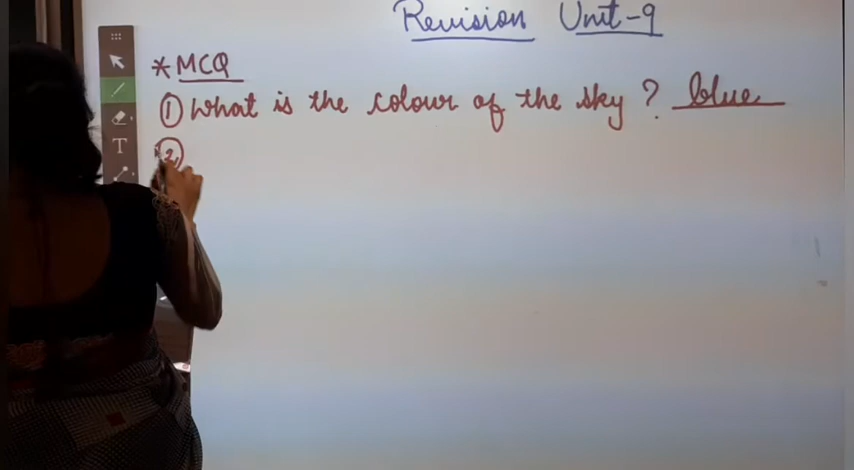 Revision Unit-9
* MCQ
① What is the colour of the sky ? blue
②
T